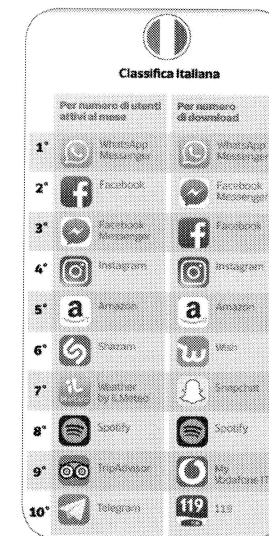 Classifica Italiana
Per numero di utenti
attivi al mese
Per numero
di download
1° WhatsApp
Messenger
WhatsApp
Messenger
2° Facebook
Facebook
Messenger
3° Facebook
Messenger
Facebook
4° Instagram
Instagram
5° a Amazon
a Amazon
6° Shazam
Wish
7° iL Weather
by iLMeteo
Snapchat
8° Spotify
Spotify
9° TripAdvisor
My
Vodafone IT
10° Telegram
119 119